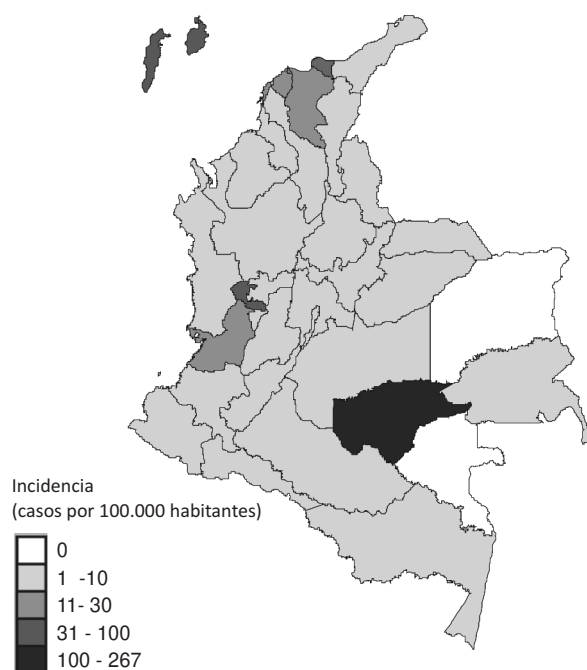 Incidencia
(casos por 100.000 habitantes)
0
1 -10
11- 30
31 - 100
100 - 267